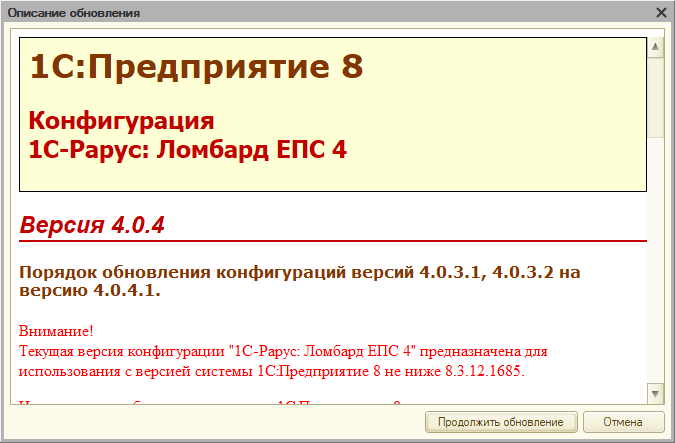 Описание обновления
1С:Предприятие 8
Конфигурация
1С-Рарус: Ломбард ЕПС 4
Версия 4.0.4
Порядок обновления конфигураций версий 4.0.3.1, 4.0.3.2 на
версию 4.0.4.1.
Внимание!
Текущая версия конфигурации "1С-Рарус: Ломбард ЕПС 4" предназначена для
использования с версией системы 1С:Предприятие 8 не ниже 8.3.12.1685.
Продолжить обновление
Отмена